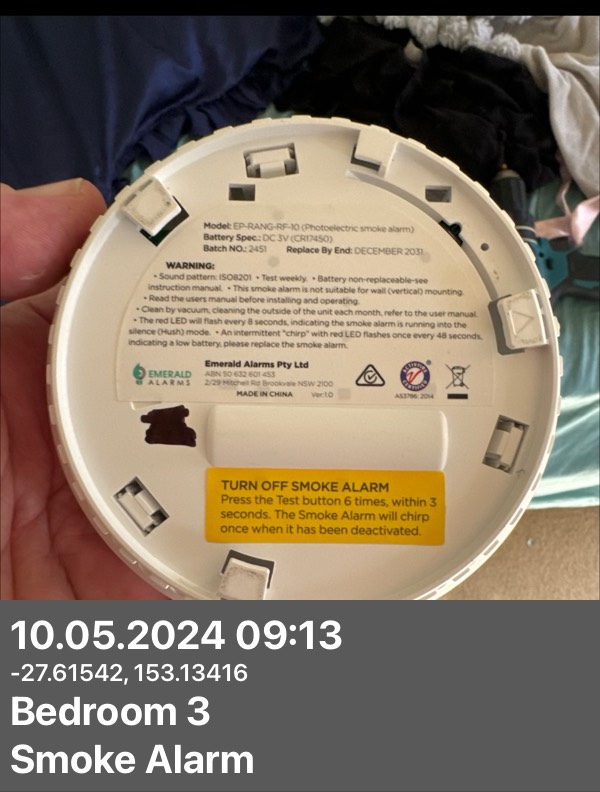 Model: EP-RANG-RF-10 (Photoelectric smoke alarm)
Battery Spec.: DC 3V (CR17450)
Batch NO.: 2451 Replace By End: DECEMBER 2031
WARNING:
• Sound pattern: ISO8201 • Test weekly. • Battery non-replaceable-see
instruction manual. • This smoke alarm is not suitable for wall (vertical) mounting.
• Read the users manual before installing and operating.
• Clean by vacuum, cleaning the outside of the unit each month, refer to the user manual.
• The red LED will flash every 8 seconds, indicating the smoke alarm is running into the
silence (Hush) mode. • An intermittent "chirp" with red LED flashes once every 48 seconds,
indicating a low battery, please replace the smoke alarm.
EMERALD
ALARMS
Emerald Alarms Pty Ltd
ABN 50 632 601 453
2/29 Mitchell Rd Brookvale NSW 2100
MADE IN CHINA Ver:1.0
AS3786: 2014
TURN OFF SMOKE ALARM
Press the Test button 6 times, within 3
seconds. The Smoke Alarm will chirp
once when it has been deactivated.
10.05.2024 09:13
-27.61542, 153.13416
Bedroom 3
Smoke Alarm